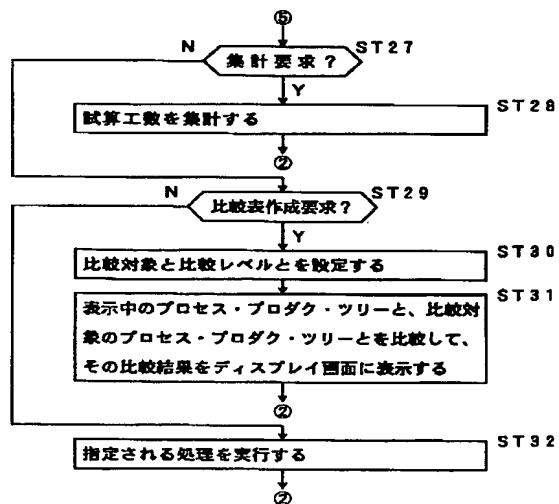 ⑤
N
集計要求？
ST27
Y
試算工数を集計する
ST28
②
N
比較表作成要求？
ST29
Y
比較対象と比較レベルとを設定する
ST30
表示中のプロセス・プロダク・ツリーと、比較対
象のプロセス・プロダク・ツリーとを比較して、
その比較結果をディスプレイ画面に表示する
ST31
②
指定される処理を実行する
ST32
②